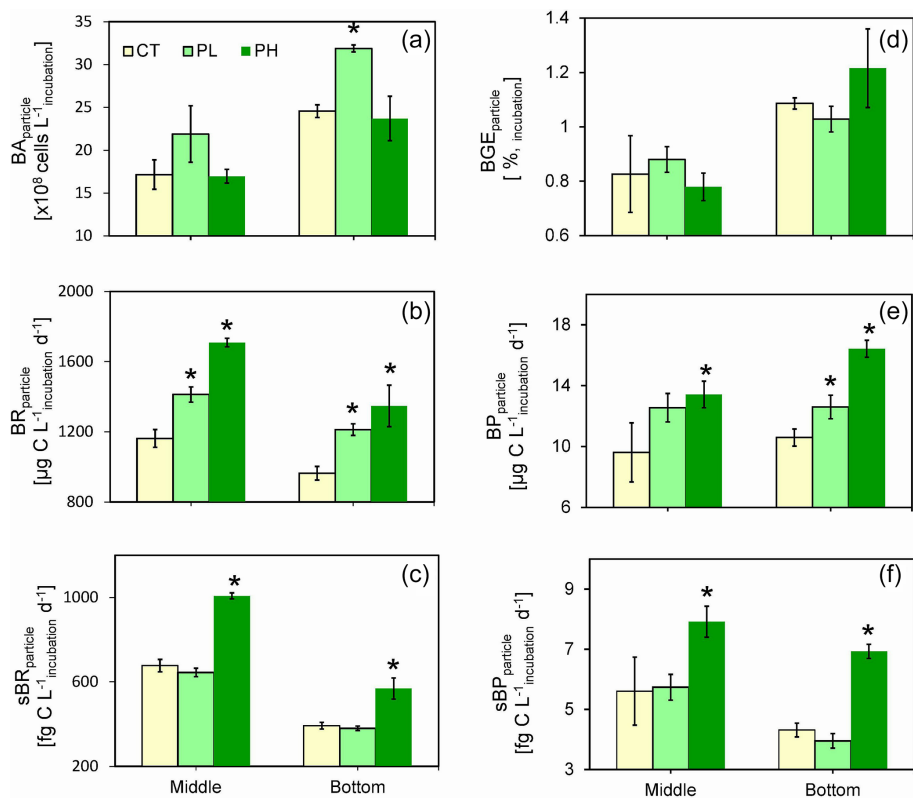 (a)
CT PL PH
*
BAparticle
[x10⁸ cells L⁻¹incubation]
35
30
25
20
15
10
(d)
BGEparticle
[ %, incubation]
1.4
1.2
1
0.8
0.6
(b)
* * * *
BRparticle
[µg C L⁻¹incubation d⁻¹]
2000
1600
1200
800
(e)
* * *
BPparticle
[µg C L⁻¹incubation d⁻¹]
18
14
10
6
(c)
* *
sBRparticle
[fg C L⁻¹incubation d⁻¹]
1000
600
200
Middle Bottom
(f)
* *
sBPparticle
[fg C L⁻¹incubation d⁻¹]
9
7
5
3
Middle Bottom